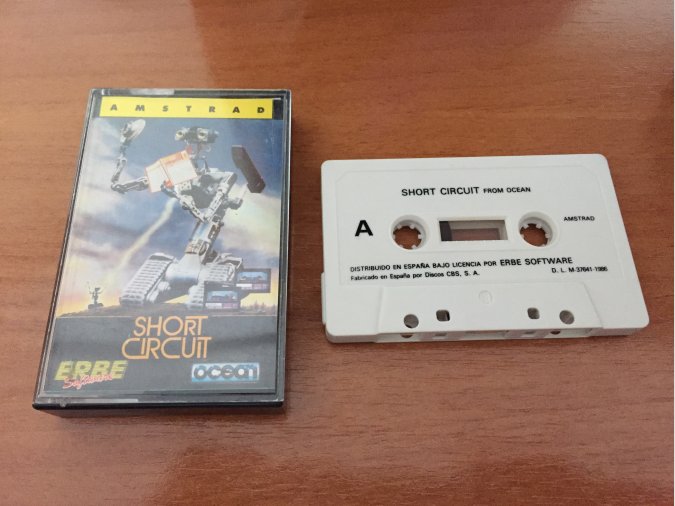 AMSTRAD
SHORT
CIRCUIT
ERBE
Software
ocean
SHORT CIRCUIT FROM OCEAN
A
AMSTRAD
DISTRIBUIDO EN ESPAÑA BAJO LICENCIA POR ERBE SOFTWARE
Fabricado en España por Discos CBS, S. A.
D. L. M-37641-1986